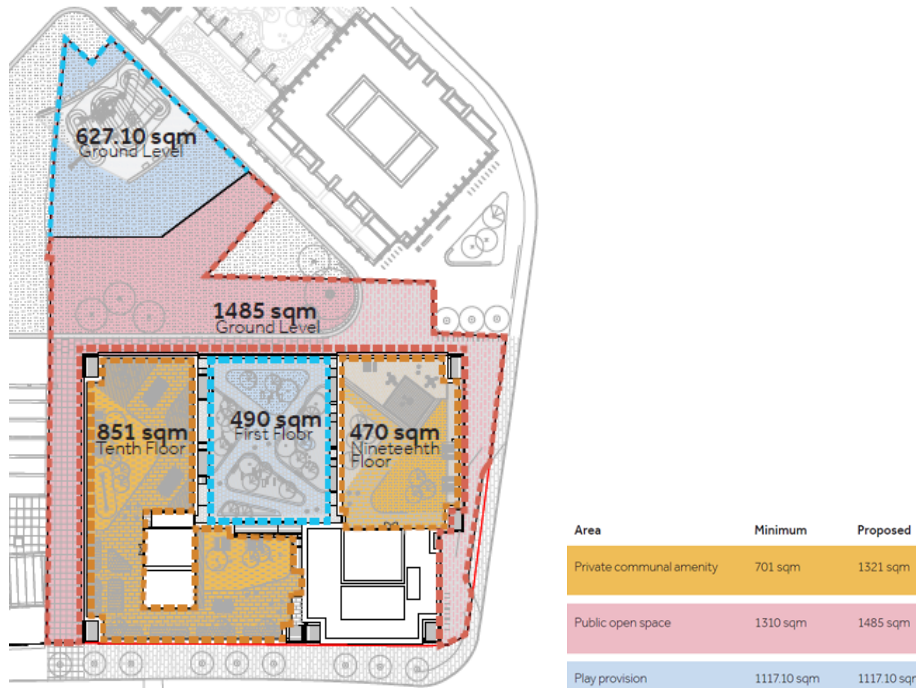 627.10 sqm
Ground Level
1485 sqm
Ground Level
851 sqm
Tenth Floor
490 sqm
First Floor
470 sqm
Nineteehth
Floor
Area Minimum Proposed
Private communal amenity 701 sqm 1321 sqm
Public open space 1310 sqm 1485 sqm
Play provision 1117.10 sqm 1117.10 sqm